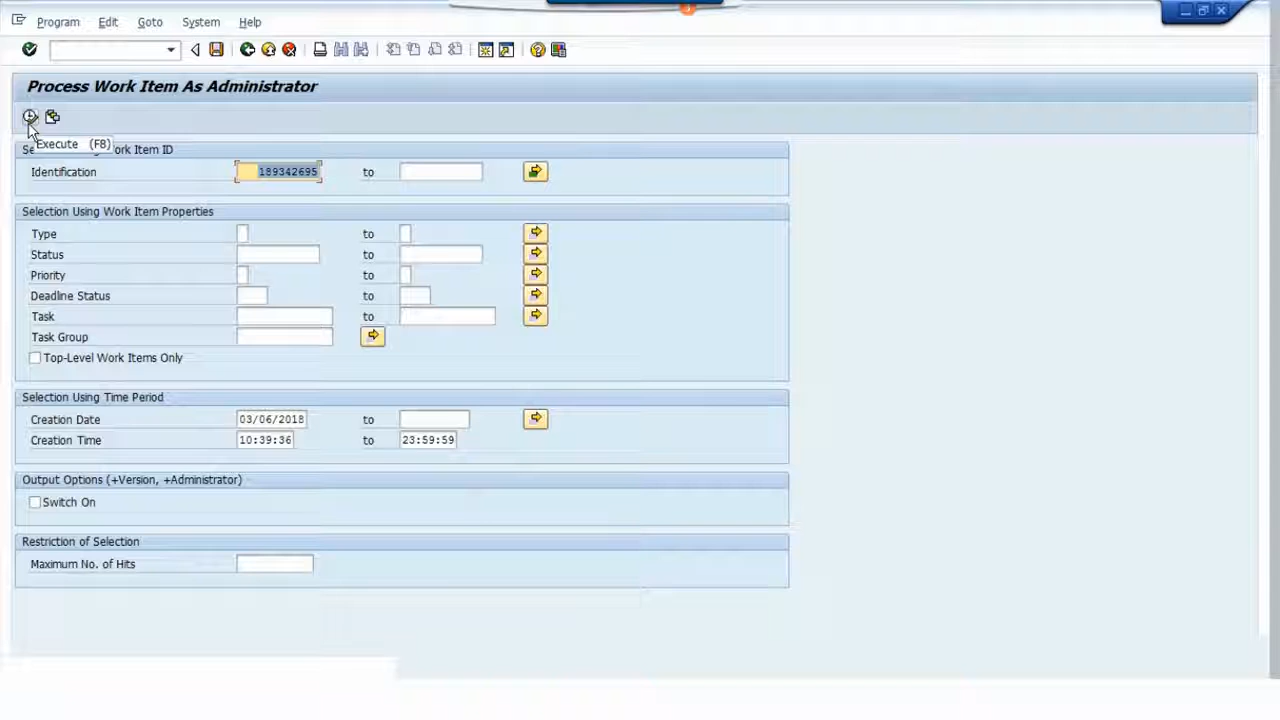 Program Edit Goto System Help
Process Work Item As Administrator
Execute (F8)
Se ork Item ID
Identification 189342695 to
Selection Using Work Item Properties
Type to
Status to
Priority to
Deadline Status to
Task to
Task Group
Top-Level Work Items Only
Selection Using Time Period
Creation Date 03/06/2018 to
Creation Time 10:39:36 to 23:59:59
Output Options (+Version, +Administrator)
Switch On
Restriction of Selection
Maximum No. of Hits